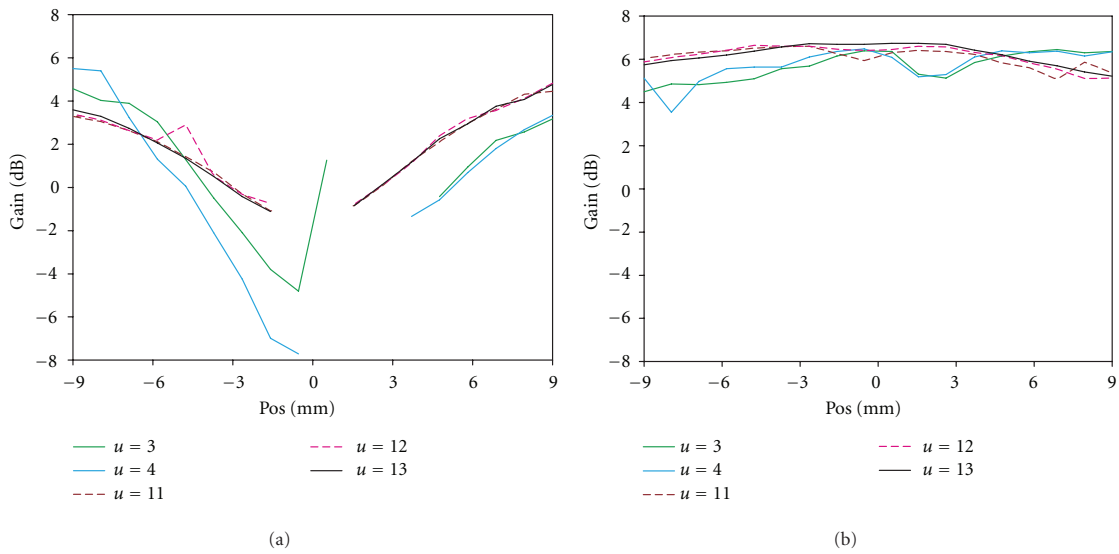 8
6
4
2
0
−2
−4
−6
−8
Gain (dB)
−9 −6 −3 0 3 6 9
Pos (mm)
u = 3
u = 4
u = 11
u = 12
u = 13
(a)
8
6
4
2
0
−2
−4
−6
−8
Gain (dB)
−9 −6 −3 0 3 6 9
Pos (mm)
u = 3
u = 4
u = 11
u = 12
u = 13
(b)